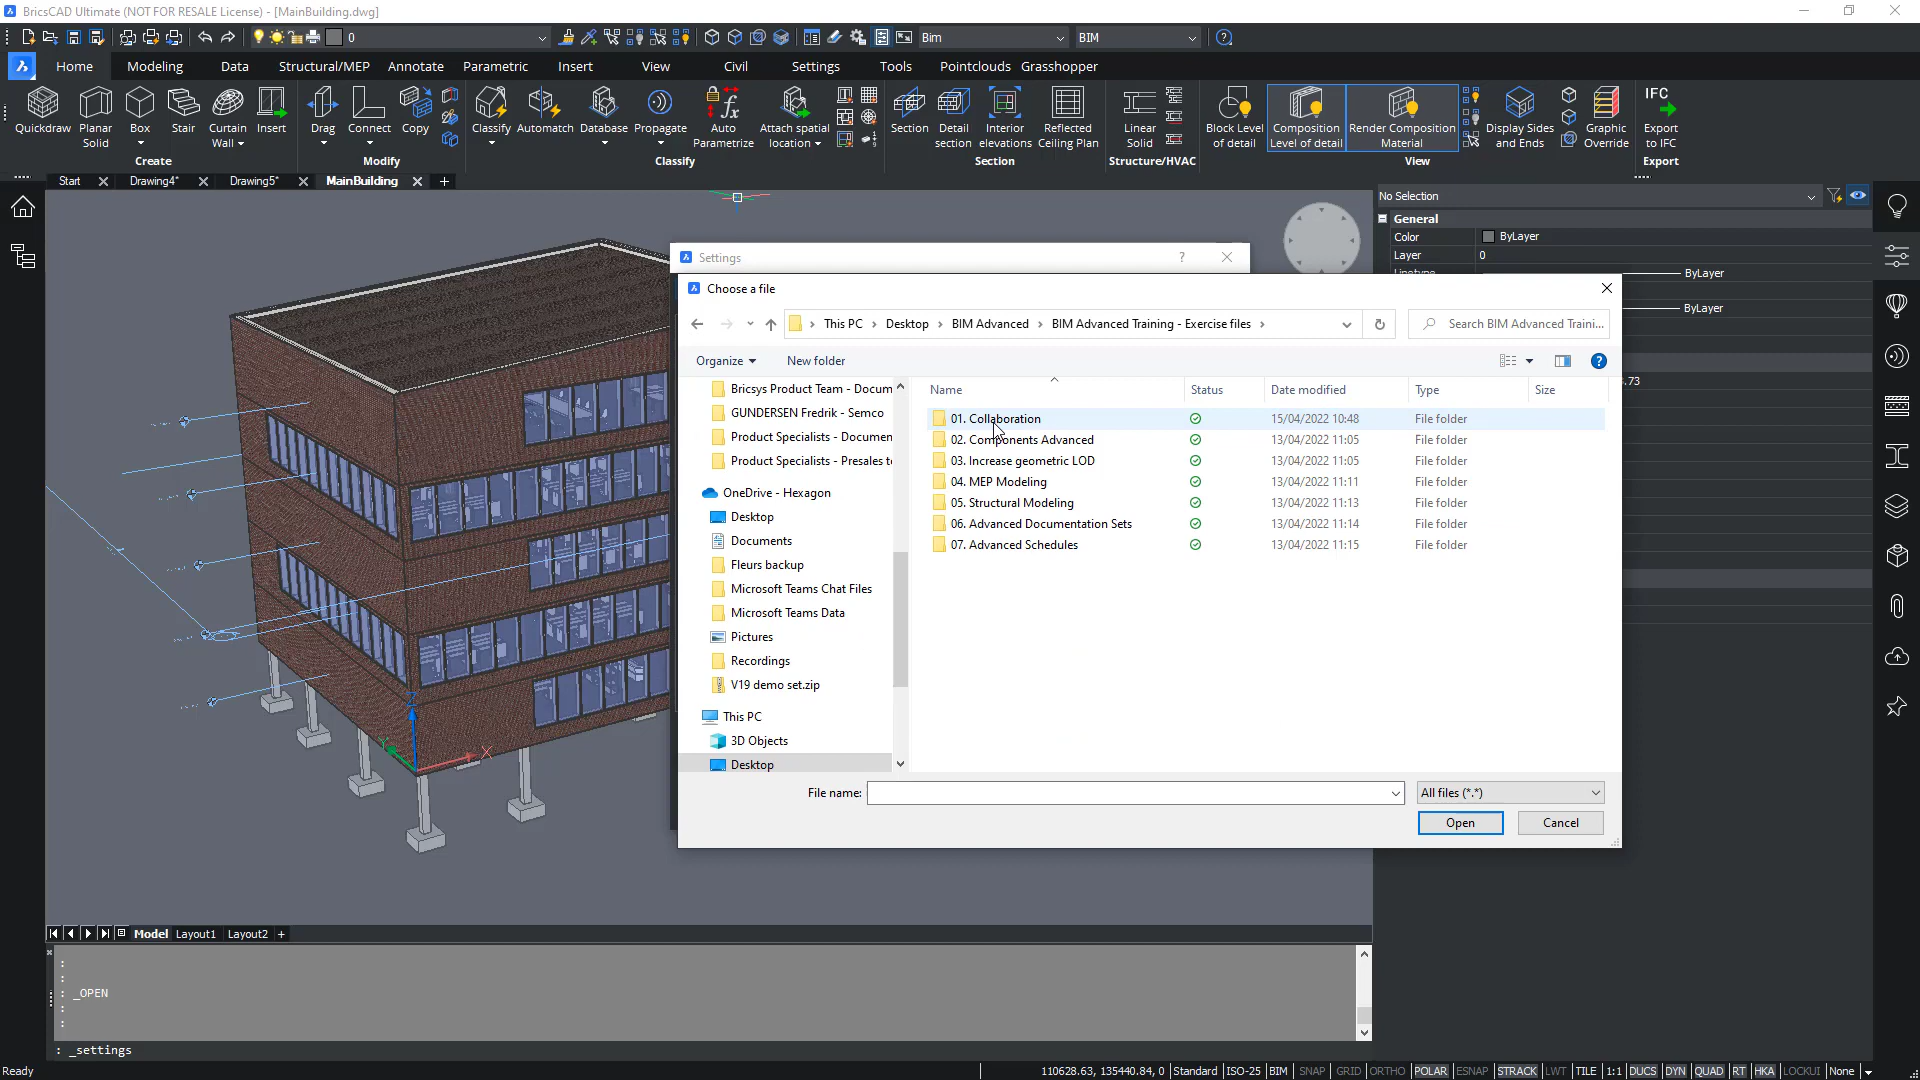 BricsCAD Ultimate (NOT FOR RESALE License) - [MainBuilding.dwg]
0 Bim BIM
Home Modeling Data Structural/MEP Annotate Parametric Insert View Civil Settings Tools Pointclouds Grasshopper
Quickdraw Planar Solid Box Stair Curtain Wall Insert Drag Connect Copy Classify Automatch Database Propagate Auto Parametrize Attach spatial location Section Detail section Interior elevations Reflected Ceiling Plan Linear Solid Block Level of detail Composition Level of detail Render Composition Material Display Sides and Ends Graphic Override IFC Export to IFC
Create Modify Classify Section Structure/HVAC View Export
Start Drawing4* Drawing5* MainBuilding +
No Selection
General
Color ByLayer
Layer 0
Linetype ByLayer
ByLayer
.73
Settings ?
Choose a file
This PC Desktop BIM Advanced BIM Advanced Training - Exercise files Search BIM Advanced Traini...
Organize New folder
Bricsys Product Team - Docum
GUNDERSEN Fredrik - Semco
Product Specialists - Documen
Product Specialists - Presales t
OneDrive - Hexagon
Desktop
Documents
Fleurs backup
Microsoft Teams Chat Files
Microsoft Teams Data
Pictures
Recordings
V19 demo set.zip
This PC
3D Objects
Desktop
Name Status Date modified Type Size
01. Collaboration 15/04/2022 10:48 File folder
02. Components Advanced 13/04/2022 11:05 File folder
03. Increase geometric LOD 13/04/2022 11:05 File folder
04. MEP Modeling 13/04/2022 11:11 File folder
05. Structural Modeling 13/04/2022 11:13 File folder
06. Advanced Documentation Sets 13/04/2022 11:14 File folder
07. Advanced Schedules 13/04/2022 11:15 File folder
File name: All files (*.*)
Open Cancel
Z
Y
X
Model Layout1 Layout2 +
:
:
: _OPEN
:
:
: _settings
Ready 110628.63, 135440.84, 0 Standard ISO-25 BIM SNAP GRID ORTHO POLAR ESNAP STRACK LWT TILE 1:1 DUCS DYN QUAD RT HKA LOCKUI None